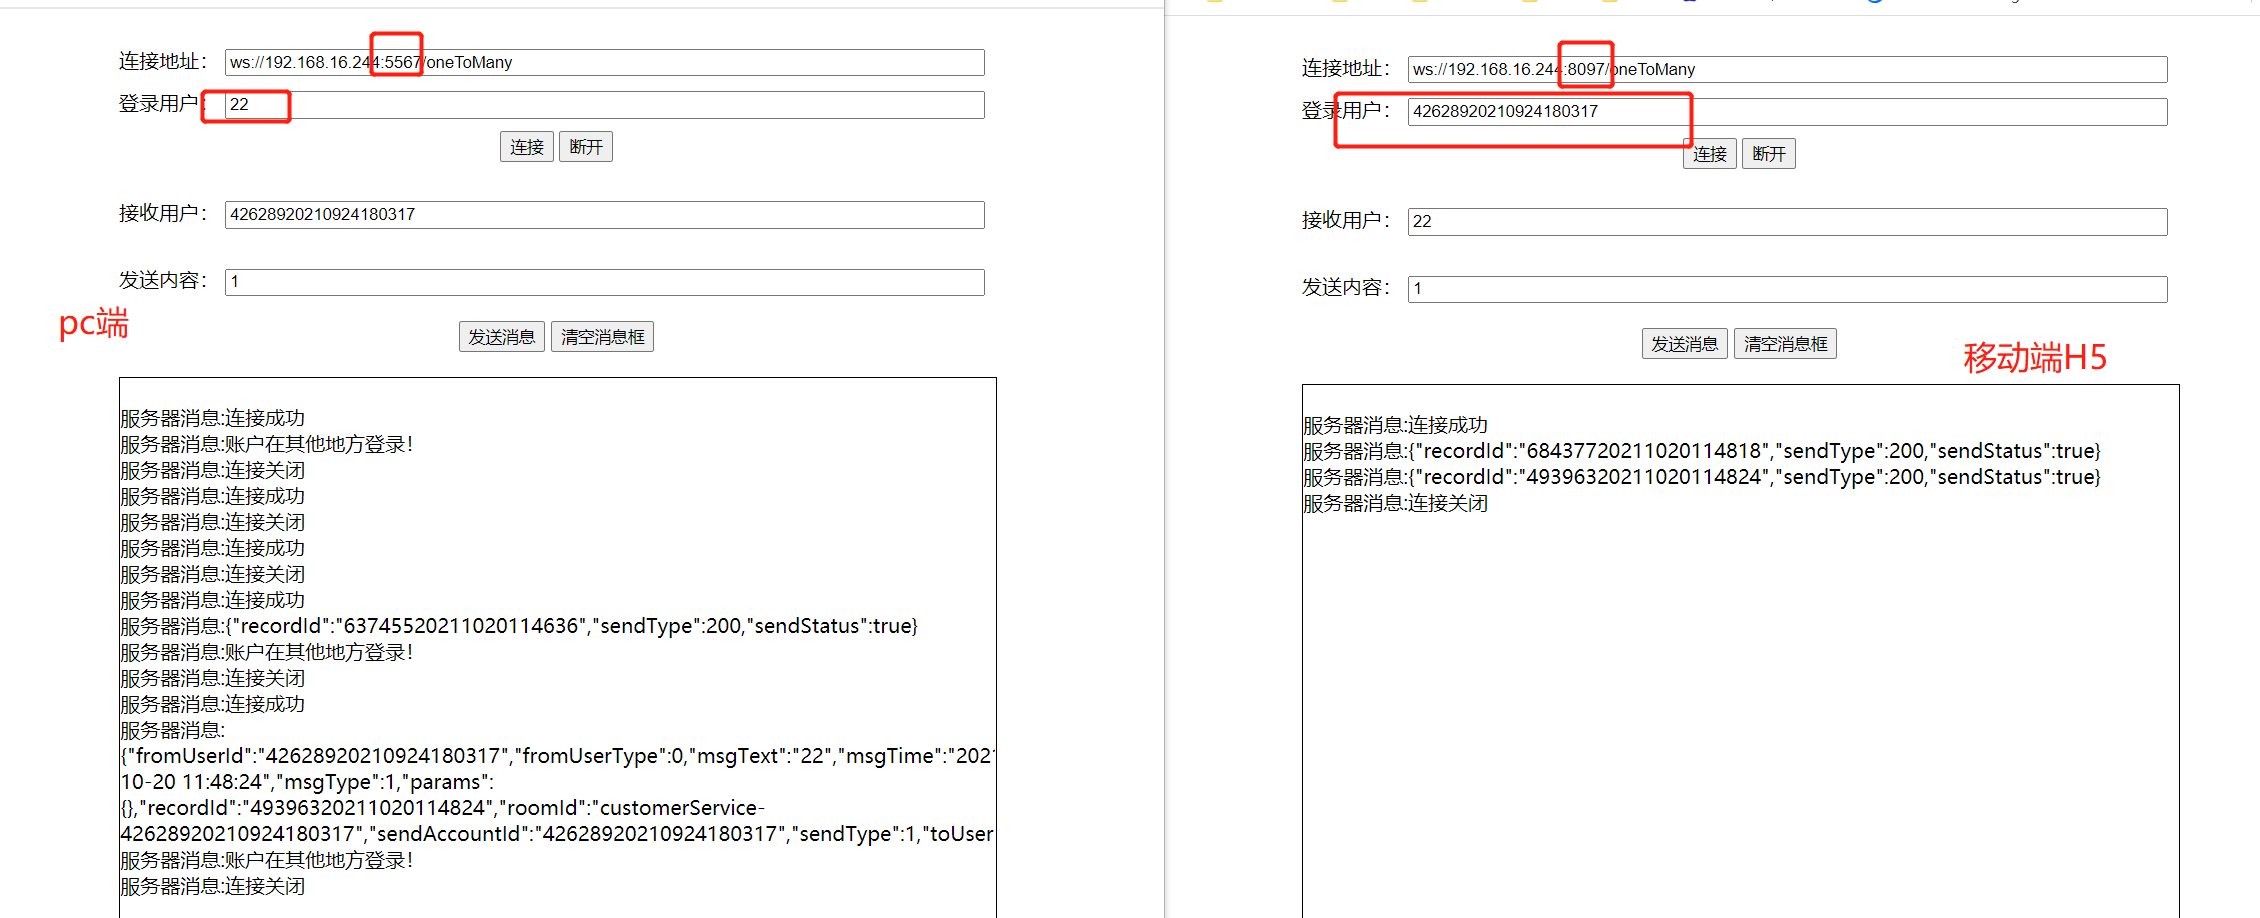 连接地址： ws://192.168.16.244:5567/oneToMany
登录用户： 22
连接 断开
接收用户： 42628920210924180317
发送内容： 1
pc端
发送消息 清空消息框
服务器消息:连接成功
服务器消息:账户在其他地方登录！
服务器消息:连接关闭
服务器消息:连接成功
服务器消息:连接关闭
服务器消息:连接成功
服务器消息:连接关闭
服务器消息:连接成功
服务器消息:{"recordId":"63745520211020114636","sendType":200,"sendStatus":true}
服务器消息:账户在其他地方登录！
服务器消息:连接关闭
服务器消息:连接成功
服务器消息:
{"fromUserId":"42628920210924180317","fromUserType":0,"msgText":"22","msgTime":"2021
10-20 11:48:24","msgType":1,"params":
{},"recordId":"49396320211020114824","roomId":"customerService-
42628920210924180317","sendAccountId":"42628920210924180317","sendType":1,"toUser
服务器消息:账户在其他地方登录！
服务器消息:连接关闭
连接地址： ws://192.168.16.244:8097/oneToMany
登录用户： 42628920210924180317
连接 断开
接收用户： 22
发送内容： 1
发送消息 清空消息框
移动端H5
服务器消息:连接成功
服务器消息:{"recordId":"68437720211020114818","sendType":200,"sendStatus":true}
服务器消息:{"recordId":"49396320211020114824","sendType":200,"sendStatus":true}
服务器消息:连接关闭